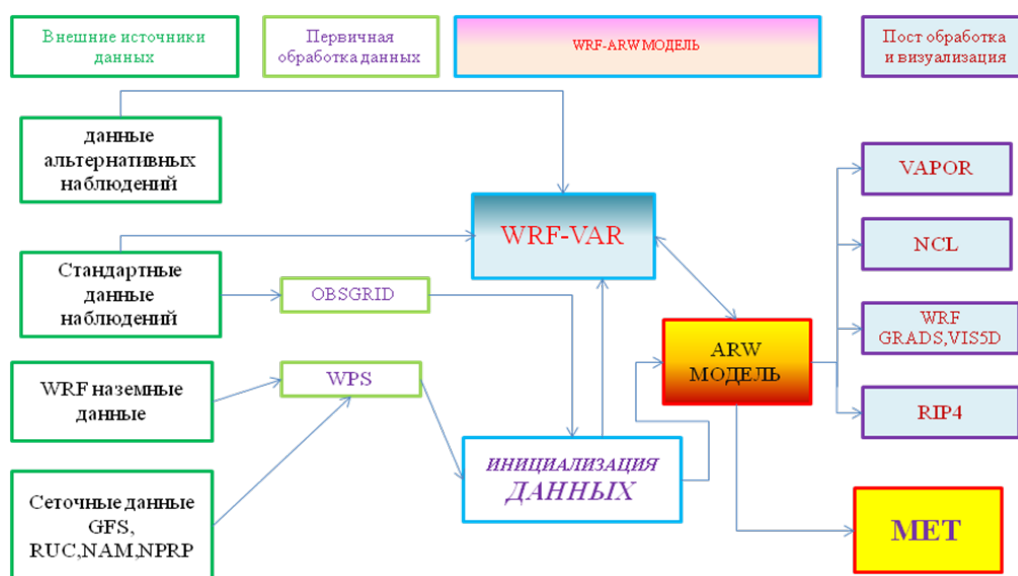 Внешние источники
данных
Первичная
обработка данных
WRF-ARW МОДЕЛЬ
Пост обработка
и визуализация
данные
альтернативных
наблюдений
Стандартные
данные
наблюдений
WRF наземные
данные
Сеточные данные
GFS,
RUC,NAM,NPRP
OBSGRID
WPS
WRF-VAR
ИНИЦИАЛИЗАЦИЯ
ДАННЫХ
ARW
МОДЕЛЬ
VAPOR
NCL
WRF
GRADS,VIS5D
RIP4
MET